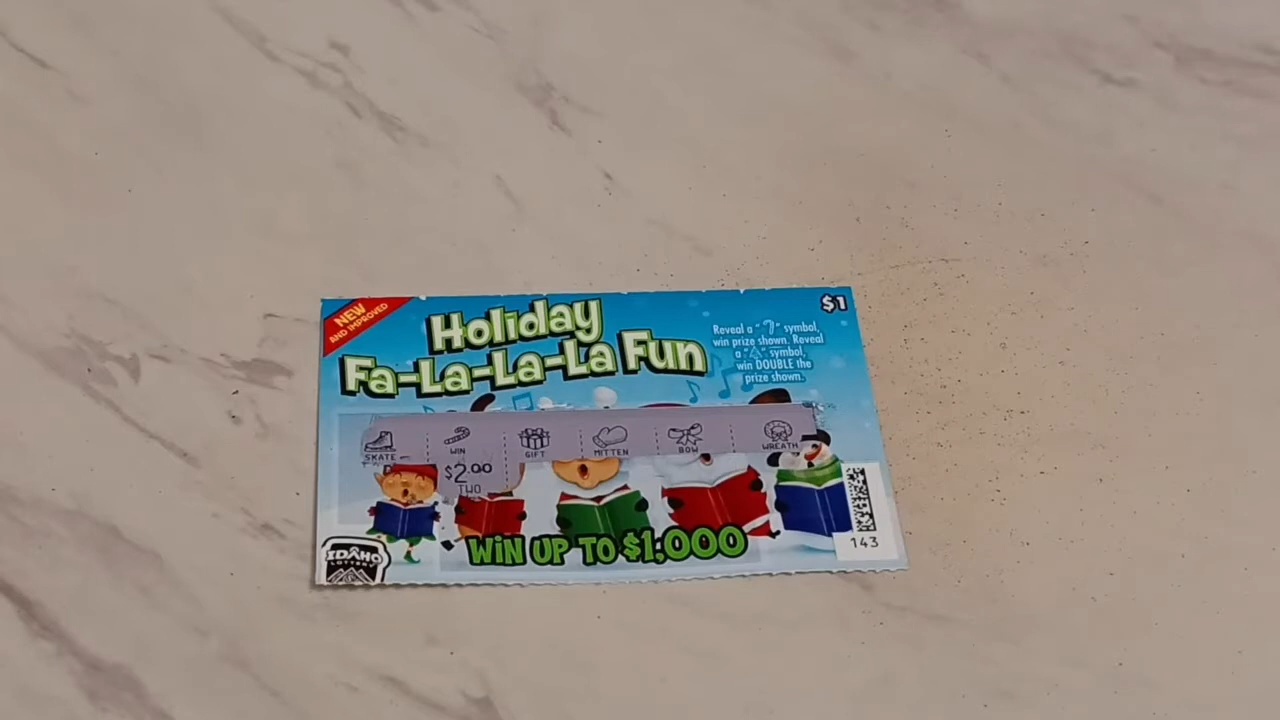 NEW
AND IMPROVED
Holiday
Fa-La-La-La Fun
$1
Reveal a " " symbol,
win prize shown. Reveal
a " " symbol,
win DOUBLE the
prize shown.
SKATE
WIN
GIFT
MITTEN
BOW
WREATH
$2.00
TWO
WIN UP TO $1,000
IDAHO
LOTTERY
143